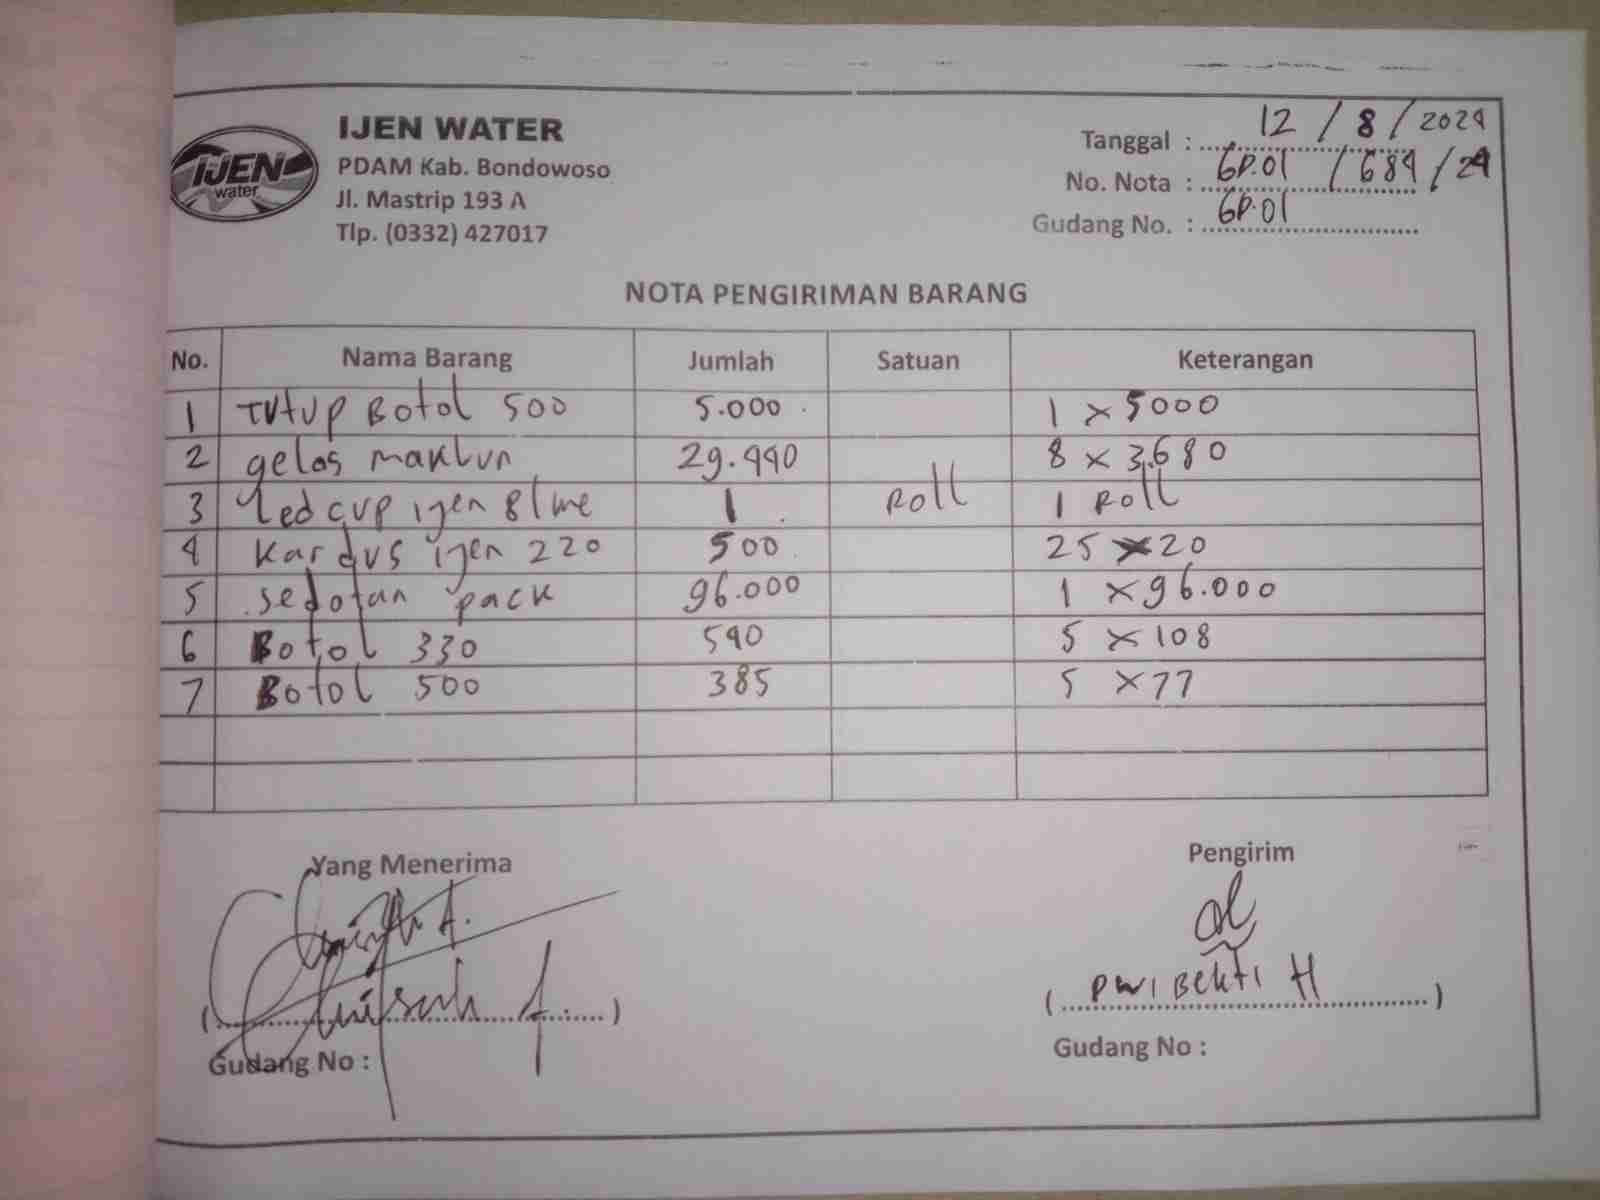 IJEN
water
IJEN WATER
PDAM Kab. Bondowoso
Jl. Mastrip 193 A
Tlp. (0332) 427017
Tanggal : 12 / 8 / 2024
No. Nota : GD.01 / 684 / 24
Gudang No. : GD.01
NOTA PENGIRIMAN BARANG
No. Nama Barang Jumlah Satuan Keterangan
1 Tutup Botol 500 5.000 1 x 5000
2 gelas maklun 29.440 8 x 3.680
3 Led cup ijen Blue 1 Roll 1 Roll
4 Kardus ijen 220 500 25 x 20
5 sedotan pack 96.000 1 x 96.000
6 Botol 330 540 5 x 108
7 Botol 500 385 5 x 77
Yang Menerima
Pengirim
( A. )
( Dwi Bekti H )
Gudang No :
Gudang No :